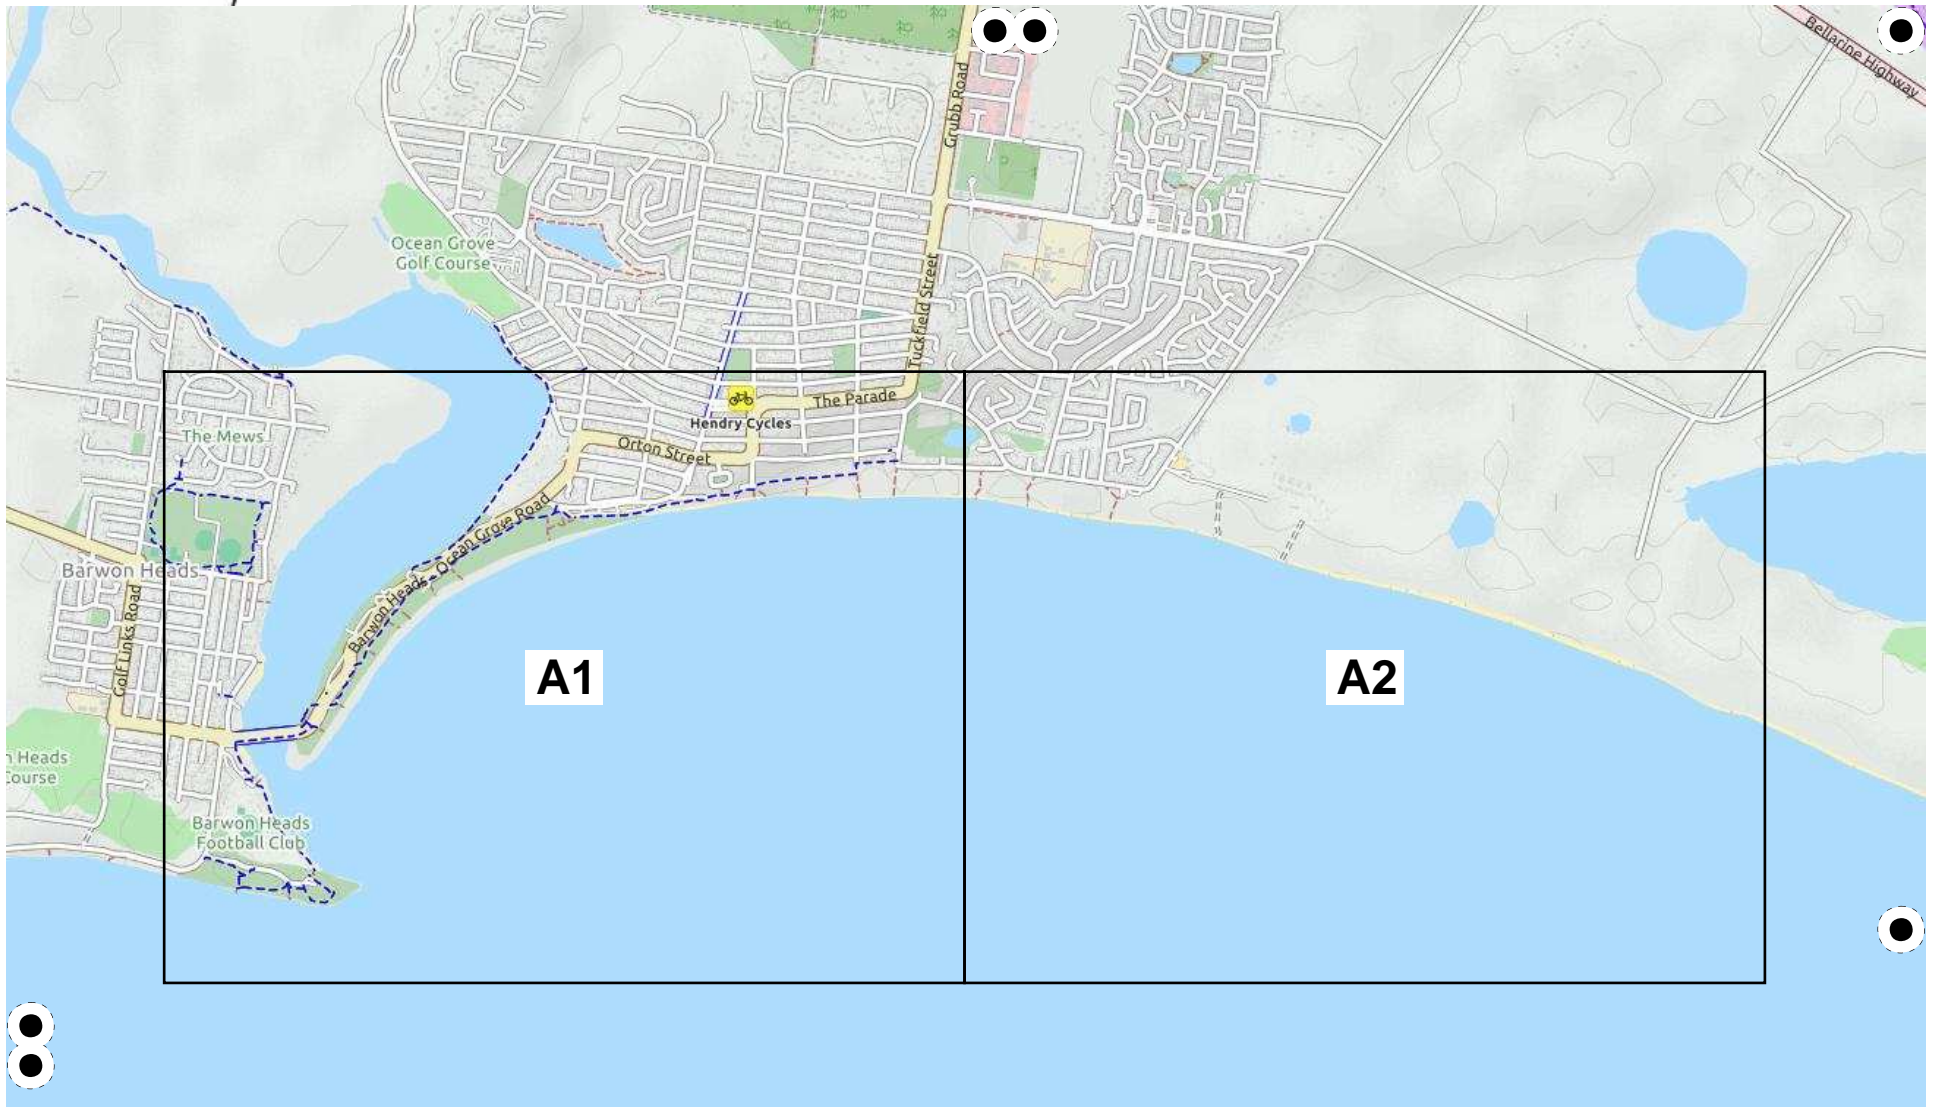 Bellarine Highway
Grubb Road
Ocean Grove
Golf Course
Tuckfield Street
The Parade
Hendry Cycles
Orton Street
The Mews
Barwon Heads - Ocean Grove Road
Barwon Heads
Golf Links Road
A1
A2
n Heads
Course
Barwon Heads
Football Club